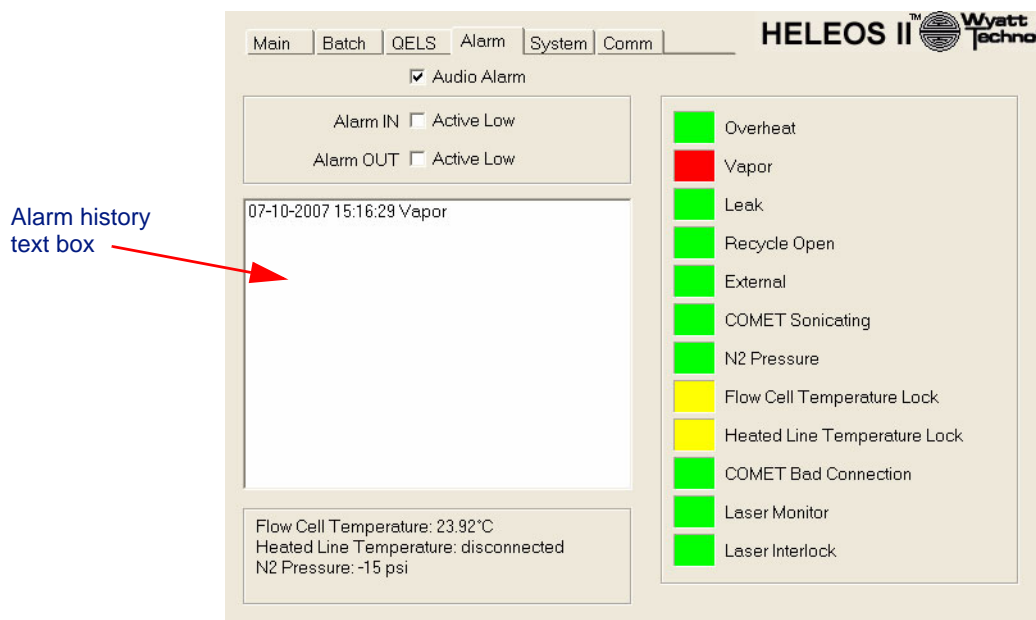 HELEOS II™ Wyatt Techno
Main Batch QELS Alarm System Comm
Audio Alarm
Alarm IN Active Low
Alarm OUT Active Low
Alarm history
text box
07-10-2007 15:16:29 Vapor
Flow Cell Temperature: 23.92°C
Heated Line Temperature: disconnected
N2 Pressure: -15 psi
Overheat
Vapor
Leak
Recycle Open
External
COMET Sonicating
N2 Pressure
Flow Cell Temperature Lock
Heated Line Temperature Lock
COMET Bad Connection
Laser Monitor
Laser Interlock